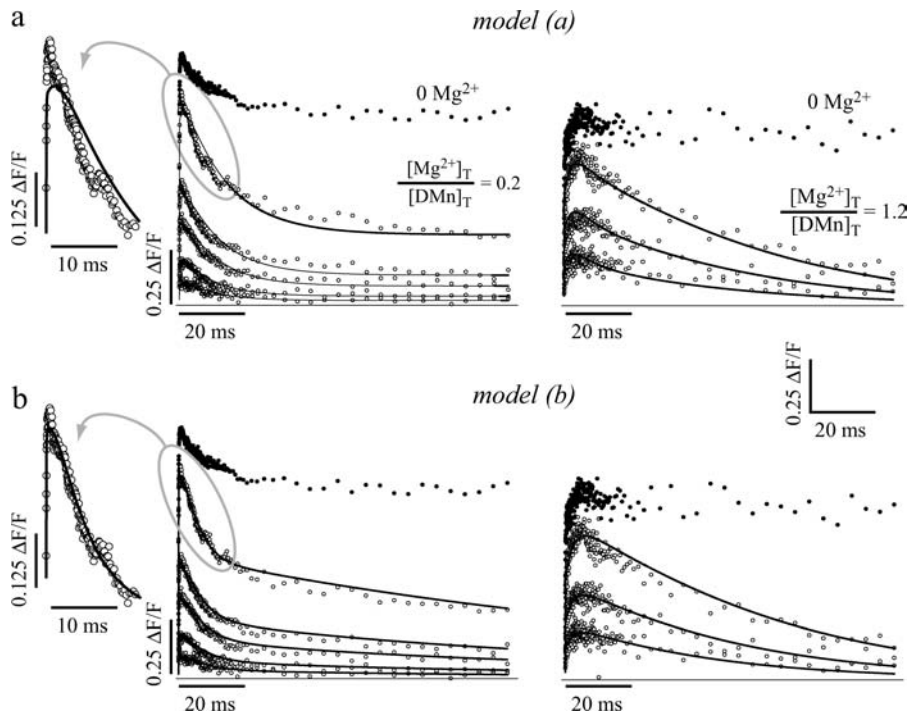 a
model (a)
0 Mg²⁺
[Mg²⁺]T
[DMn]T
= 0.2
0.125 ΔF/F
10 ms
0.25 ΔF/F
20 ms
0 Mg²⁺
[Mg²⁺]T
[DMn]T
= 1.2
20 ms
0.25 ΔF/F
20 ms
b
model (b)
0.125 ΔF/F
10 ms
0.25 ΔF/F
20 ms
20 ms